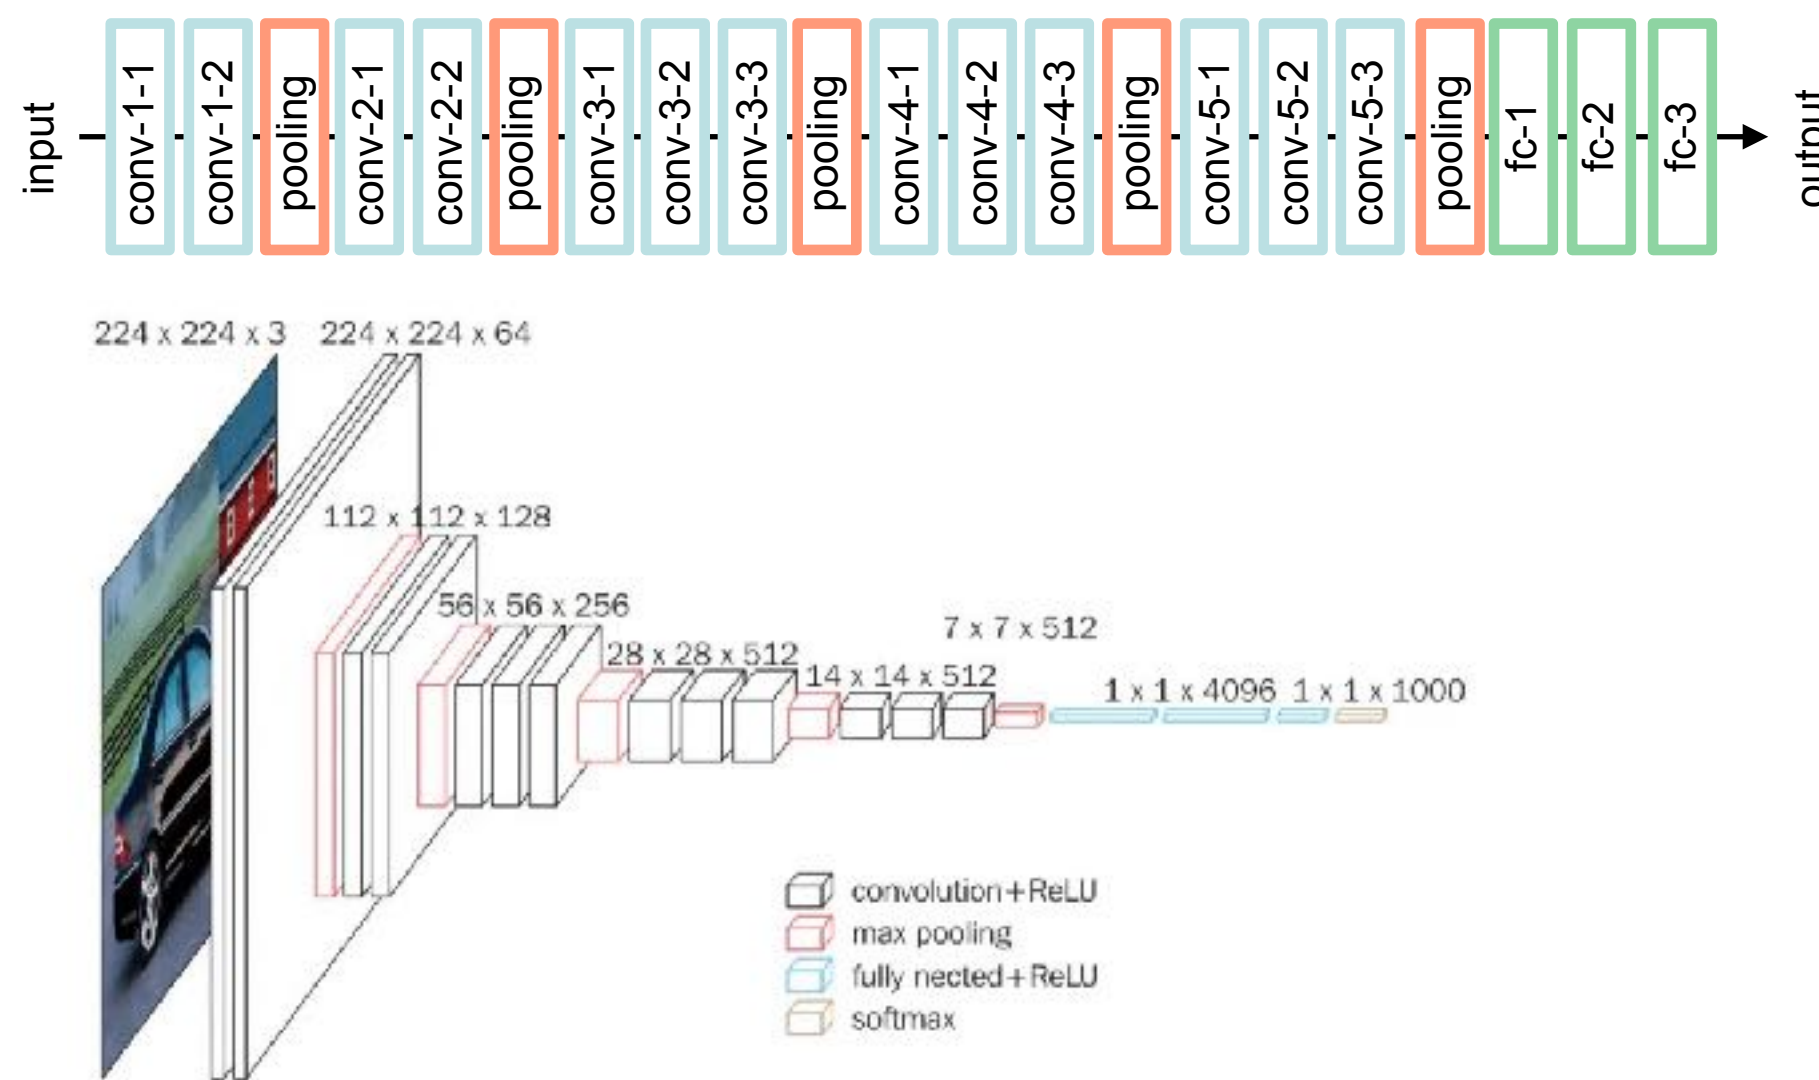 input
conv-1-1
conv-1-2
pooling
conv-2-1
conv-2-2
pooling
conv-3-1
conv-3-2
conv-3-3
pooling
conv-4-1
conv-4-2
conv-4-3
pooling
conv-5-1
conv-5-2
conv-5-3
pooling
fc-1
fc-2
fc-3
output
224 x 224 x 3
224 x 224 x 64
112 x 112 x 128
56 x 56 x 256
28 x 28 x 512
14 x 14 x 512
7 x 7 x 512
1 x 1 x 4096
1 x 1 x 1000
convolution+ReLU
max pooling
fully nected+ReLU
softmax